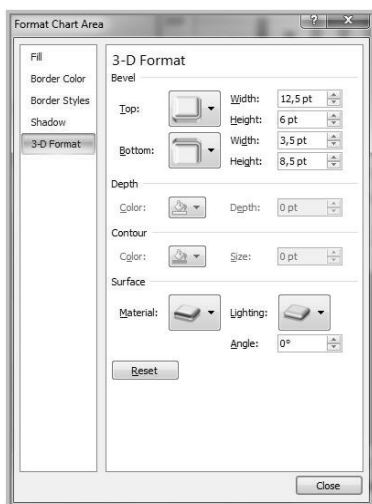 Format Chart Area
? X
Fill
Border Color
Border Styles
Shadow
3-D Format
3-D Format
Bevel
Top:
Width: 12,5 pt
Height: 6 pt
Bottom:
Width: 3,5 pt
Height: 8,5 pt
Depth
Color: Depth: 0 pt
Contour
Color: Size: 0 pt
Surface
Material: Lighting:
Angle: 0°
Reset
Close